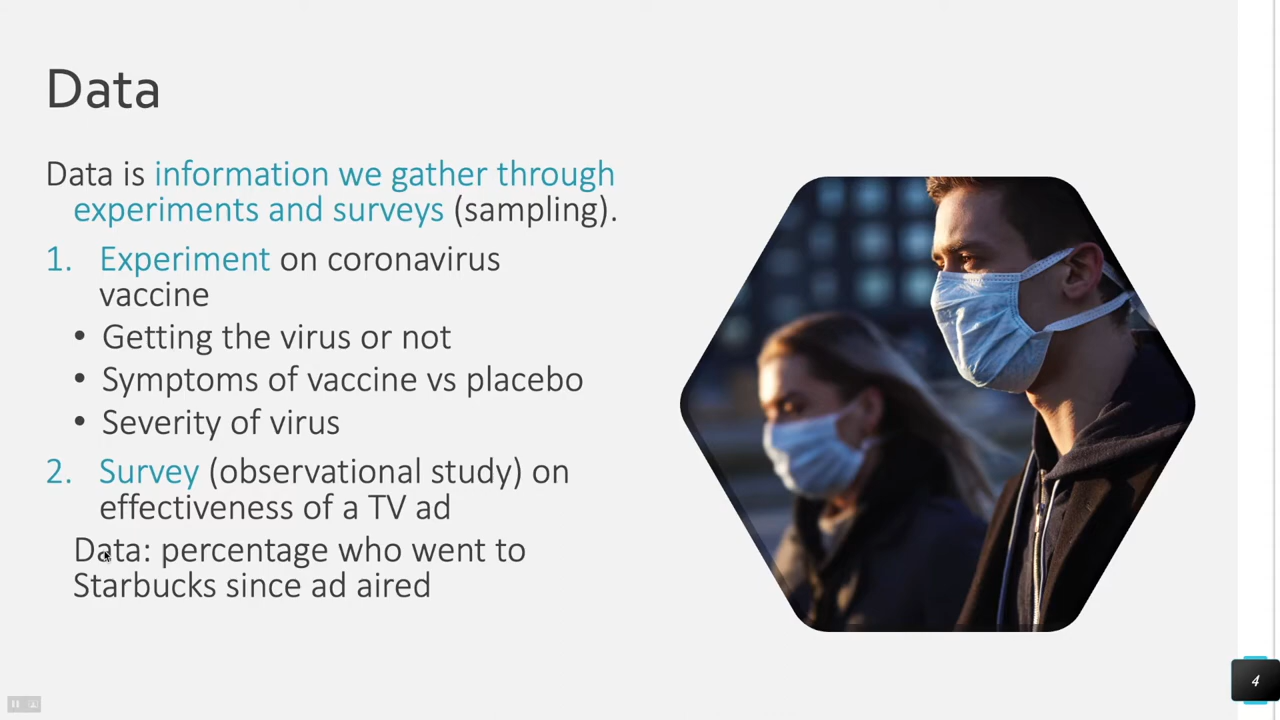 Data
Data is information we gather through
experiments and surveys (sampling).
1. Experiment on coronavirus
vaccine
• Getting the virus or not
• Symptoms of vaccine vs placebo
• Severity of virus
2. Survey (observational study) on
effectiveness of a TV ad
Data: percentage who went to
Starbucks since ad aired
4